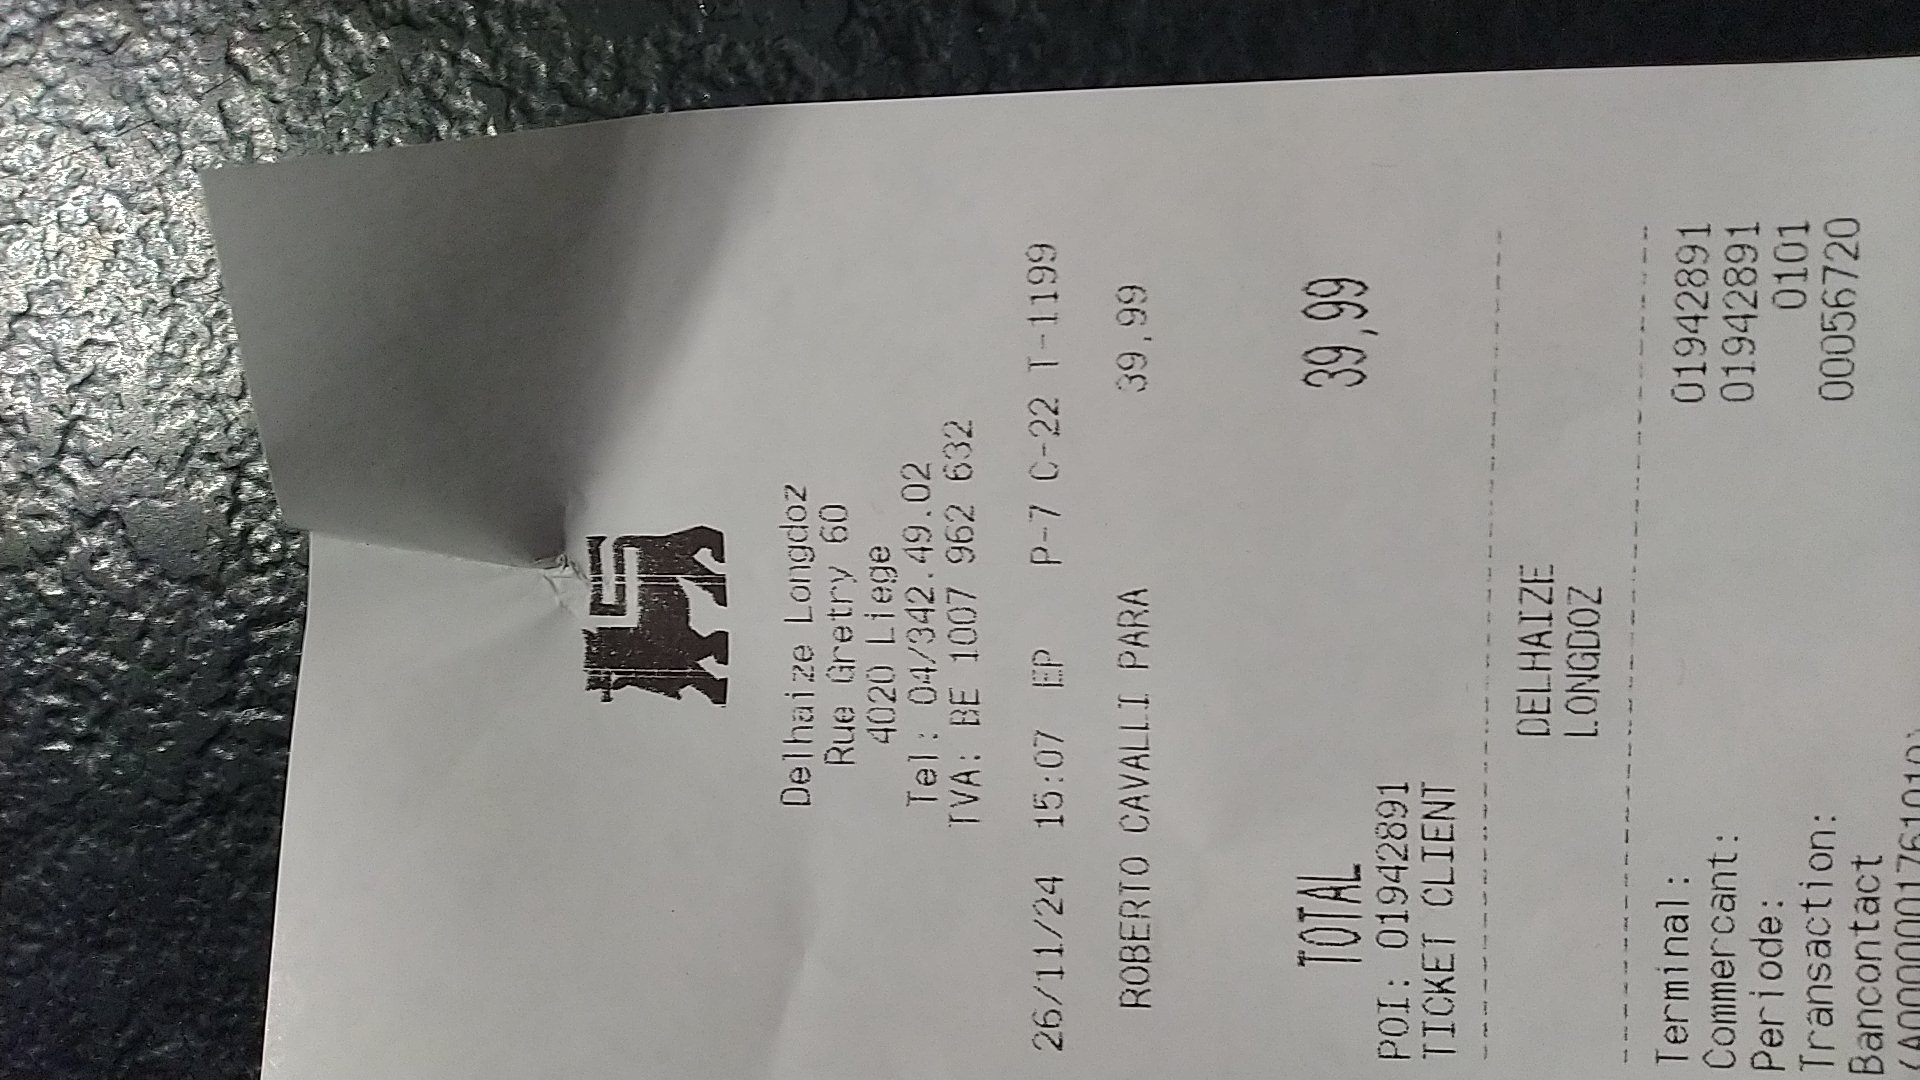 Delhaize Longdoz
Rue Gretry 60
4020 Liege
Tel: 04/342.49.02
TVA: BE 1007 962 632
26/11/24 15:07 EP P-7 C-22 T-1199
ROBERTO CAVALLI PARA 39,99
TOTAL 39,99
POI: 01942891
TICKET CLIENT
DELHAIZE
LONGDOZ
Terminal: 01942891
Commercant: 01942891
Periode: 0101
Transaction: 00056720
Bancontact